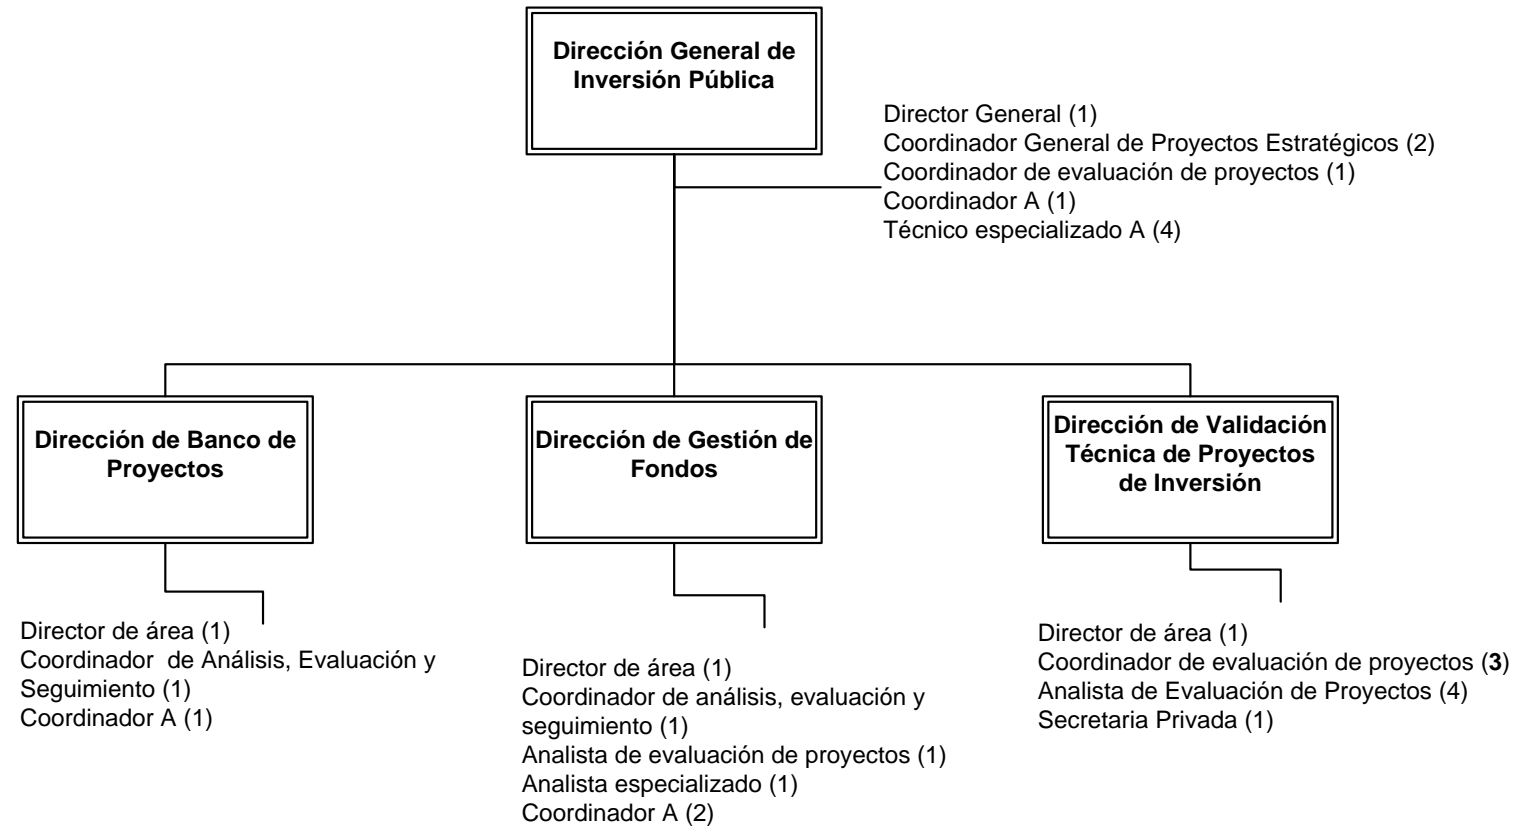 Dirección General de
Inversión Pública
Director General (1)
Coordinador General de Proyectos Estratégicos (2)
Coordinador de evaluación de proyectos (1)
Coordinador A (1)
Técnico especializado A (4)
Dirección de Banco de
Proyectos
Dirección de Gestión de
Fondos
Dirección de Validación
Técnica de Proyectos
de Inversión
Director de área (1)
Coordinador  de Análisis, Evaluación y
Seguimiento (1)
Coordinador A (1)
Director de área (1)
Coordinador de análisis, evaluación y
seguimiento (1)
Analista de evaluación de proyectos (1)
Analista especializado (1)
Coordinador A (2)
Director de área (1)
Coordinador de evaluación de proyectos (3)
Analista de Evaluación de Proyectos (4)
Secretaria Privada (1)